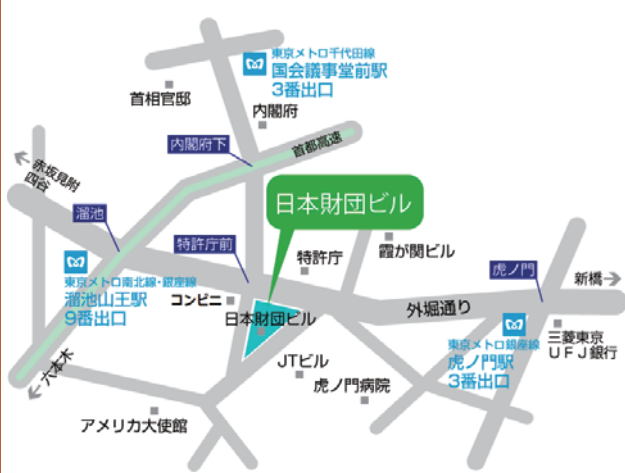 東京メトロ千代田線
国会議事堂前駅
3番出口
首相官邸
内閣府
内閣府下
首都高速
←
赤坂見附
四谷
日本財団ビル
溜池
特許庁前
特許庁
霞が関ビル
虎ノ門
新橋→
東京メトロ南北線・銀座線
溜池山王駅
9番出口
コンビニ
日本財団ビル
外堀通り
東京メトロ銀座線
虎ノ門駅
3番出口
三菱東京
UFJ銀行
JTビル
虎ノ門病院
←六本木
アメリカ大使館